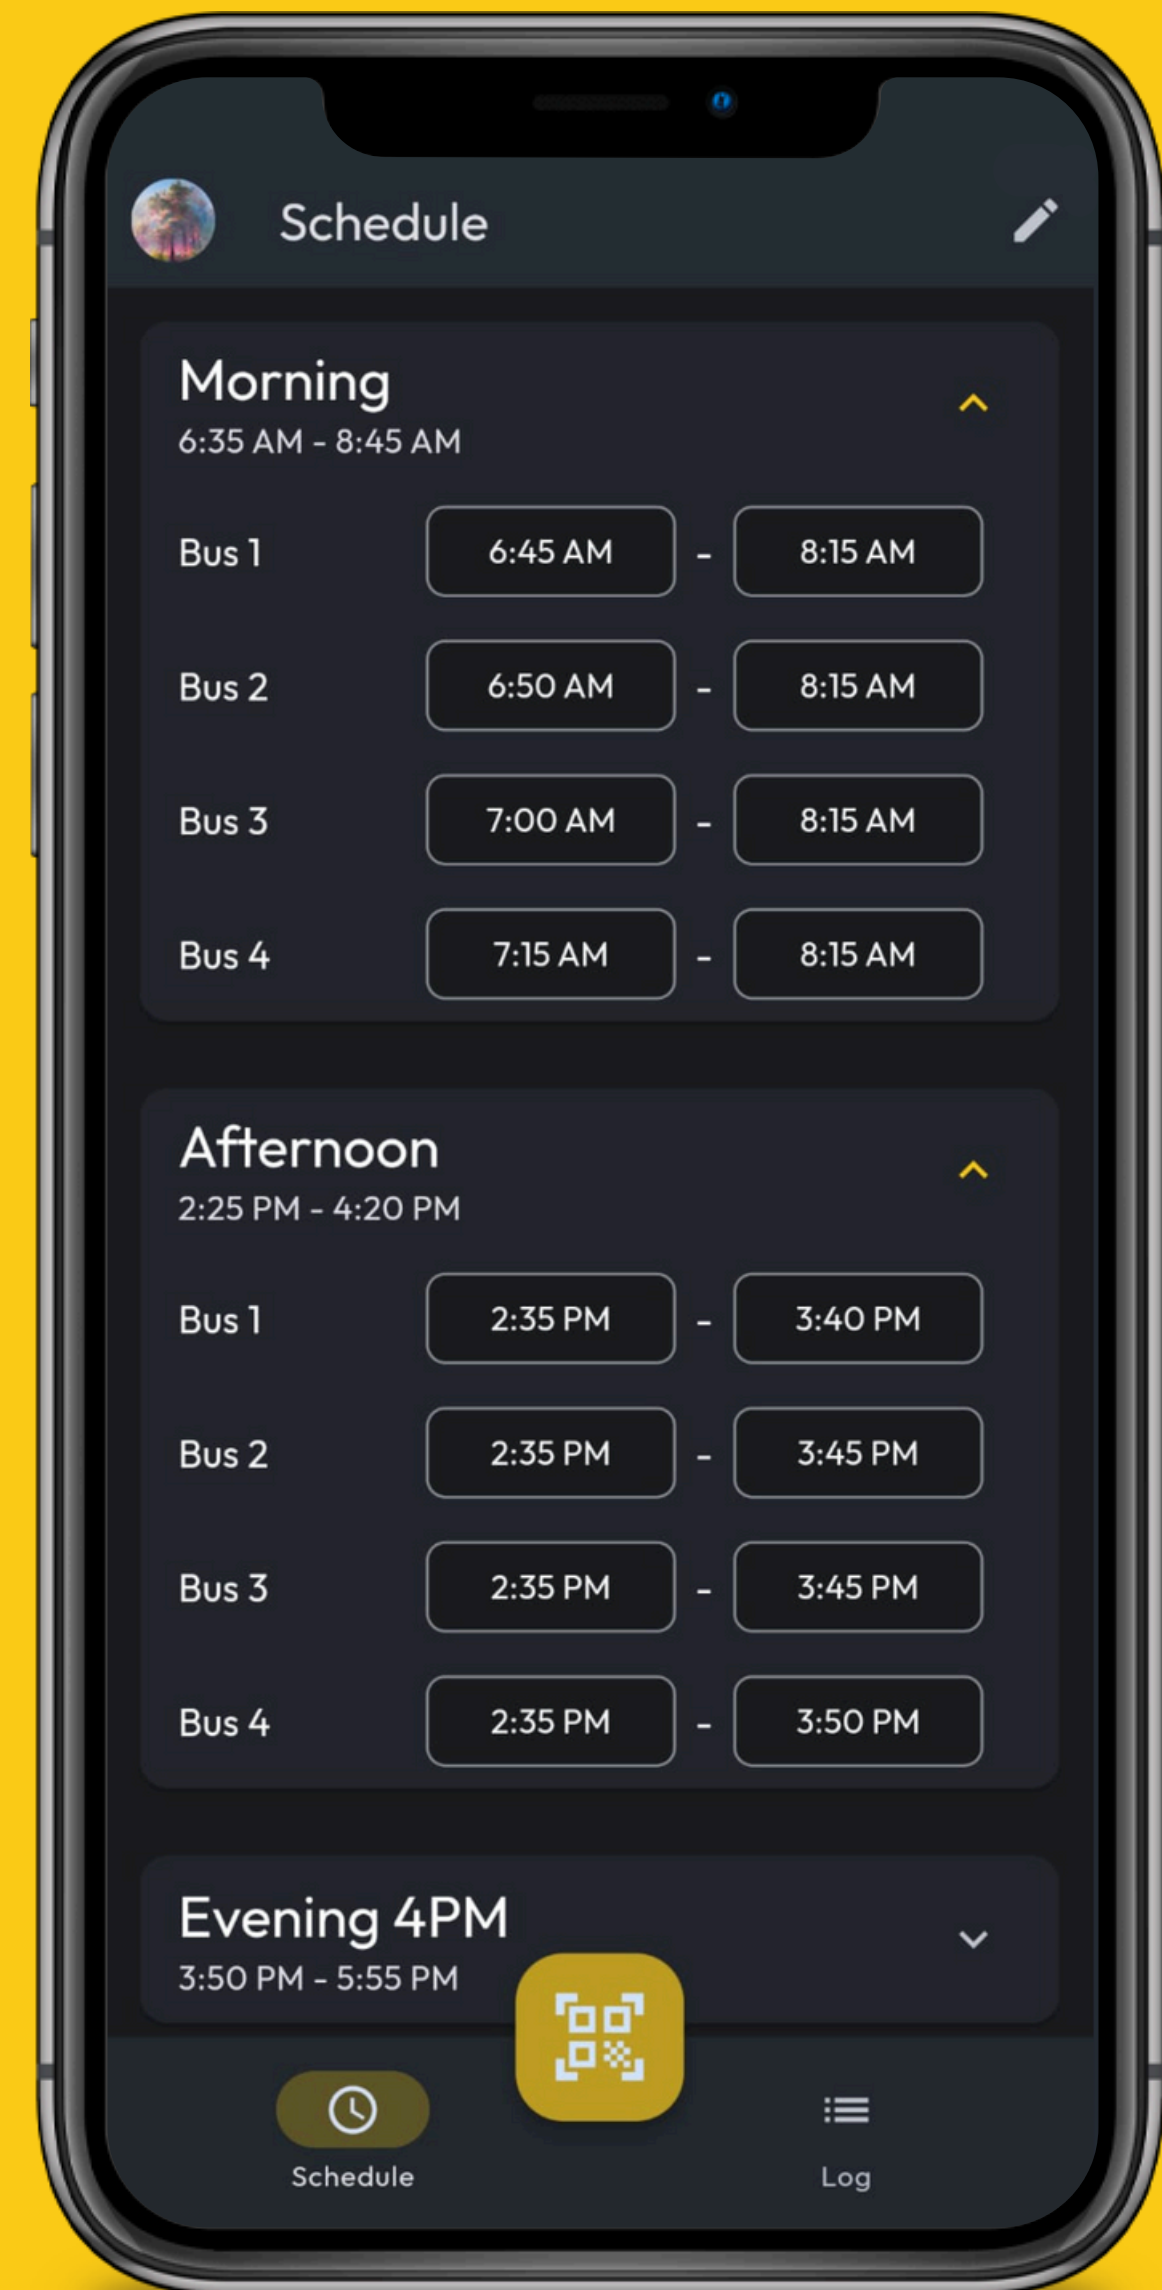 Schedule
Morning
6:35 AM - 8:45 AM
Bus 1 6:45 AM - 8:15 AM
Bus 2 6:50 AM - 8:15 AM
Bus 3 7:00 AM - 8:15 AM
Bus 4 7:15 AM - 8:15 AM
Afternoon
2:25 PM - 4:20 PM
Bus 1 2:35 PM - 3:40 PM
Bus 2 2:35 PM - 3:45 PM
Bus 3 2:35 PM - 3:45 PM
Bus 4 2:35 PM - 3:50 PM
Evening 4PM
3:50 PM - 5:55 PM
Schedule Log